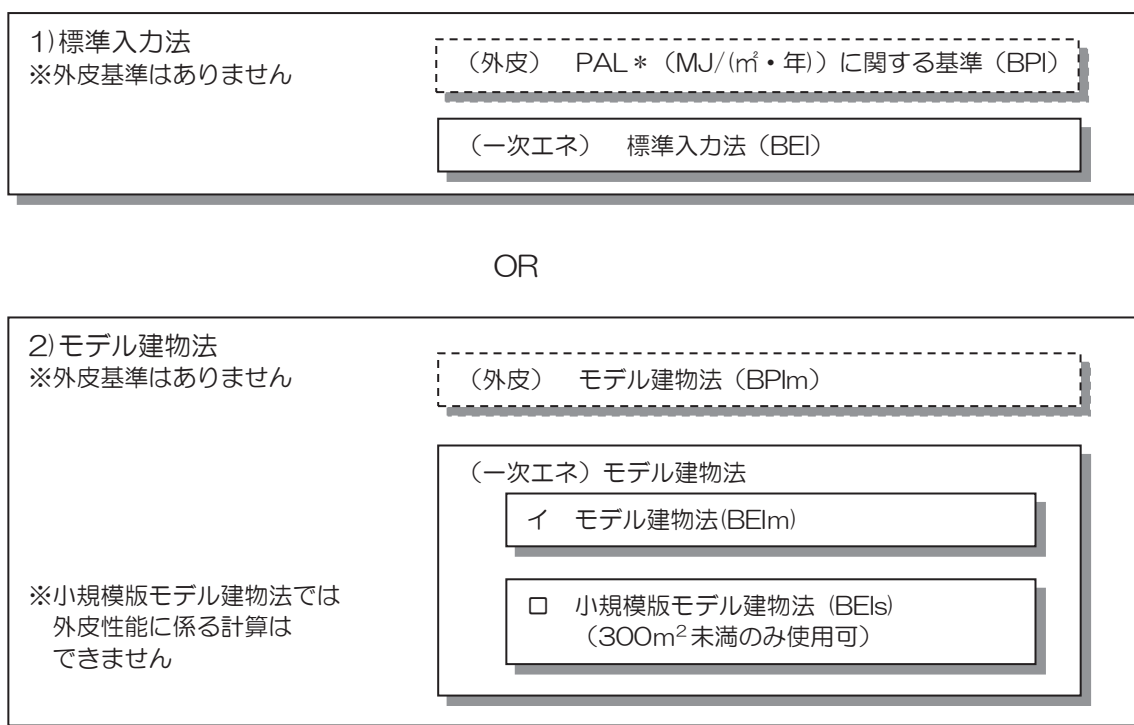 1)標準入力法
※外皮基準はありません
（外皮）　PAL＊（MJ/(㎡・年)）に関する基準（BPI）
（一次エネ）　標準入力法（BEI）
OR
2)モデル建物法
※外皮基準はありません
（外皮）　モデル建物法（BPIm）
（一次エネ）モデル建物法
イ　モデル建物法(BEIm)
※小規模版モデル建物法では
外皮性能に係る計算は
できません
ロ　小規模版モデル建物法 (BEIs)
（300m²未満のみ使用可）